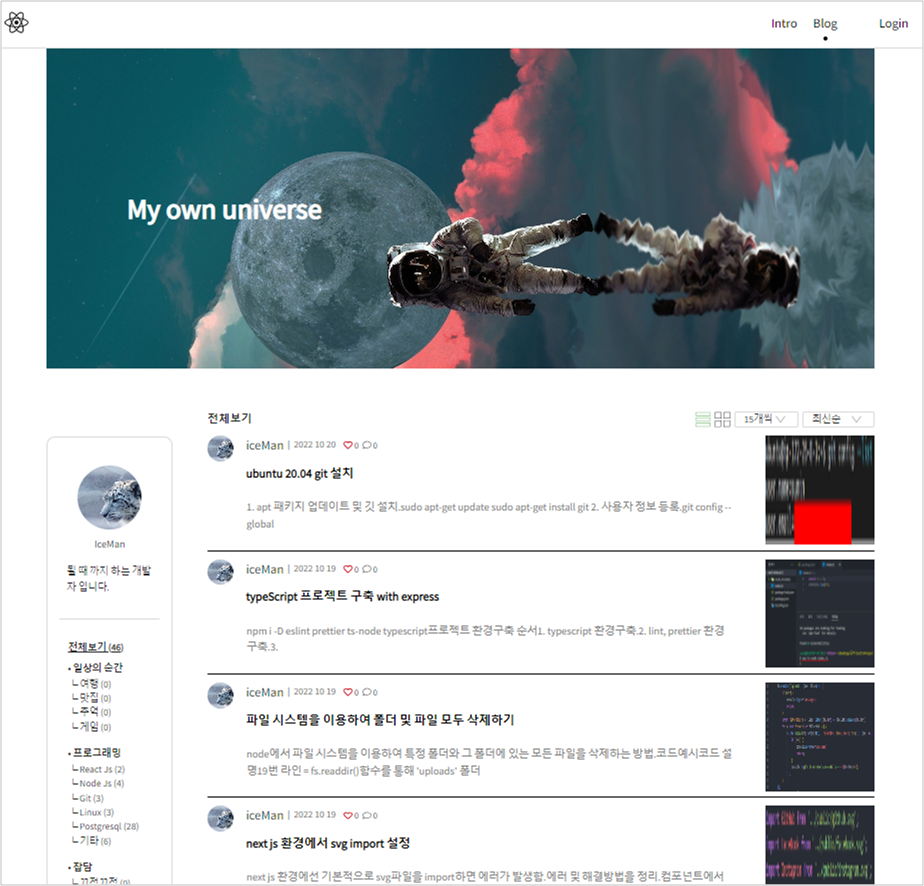 Intro Blog Login
My own universe
전체보기
15개씩 최신순
iceMan | 2022 10 20 0 0
ubuntu 20.04 git 설치
1. apt 패키지 업데이트 및 깃 설치.sudo apt-get update sudo apt-get install git 2. 사용자 정보 등록.git config --
global
IceMan
될 때 까지 하는 개발
자 입니다.
iceMan | 2022 10 19 0 0
typeScript 프로젝트 구축 with express
npm i -D eslint prettier ts-node typescript프로젝트 환경구축 순서1. typescript 환경구축.2. lint, prettier 환경
구축.3.
전체보기 (46)
• 일상의 순간
ㄴ여행 (0)
ㄴ맛집 (0)
ㄴ추억 (0)
ㄴ게임 (0)
• 프로그래밍
ㄴReact Js (2)
ㄴNode Js (4)
ㄴGit (3)
ㄴLinux (3)
ㄴPostgresql (28)
ㄴ기타 (6)
• 잡담
ㄴ끄적끄적 (0)
iceMan | 2022 10 19 0 0
파일 시스템을 이용하여 폴더 및 파일 모두 삭제하기
node에서 파일 시스템을 이용하여 특정 폴더와 그 폴더에 있는 모든 파일을 삭제하는 방법.코드예시코드 설
명19번 라인 = fs.readdir()함수를 통해 'uploads' 폴더
iceMan | 2022 10 19 0 0
next js 환경에서 svg import 설정
next js 환경에선 기본적으로 svg파일을 import하면 에러가 발생함.에러 및 해결방법을 정리.컴포넌트에서